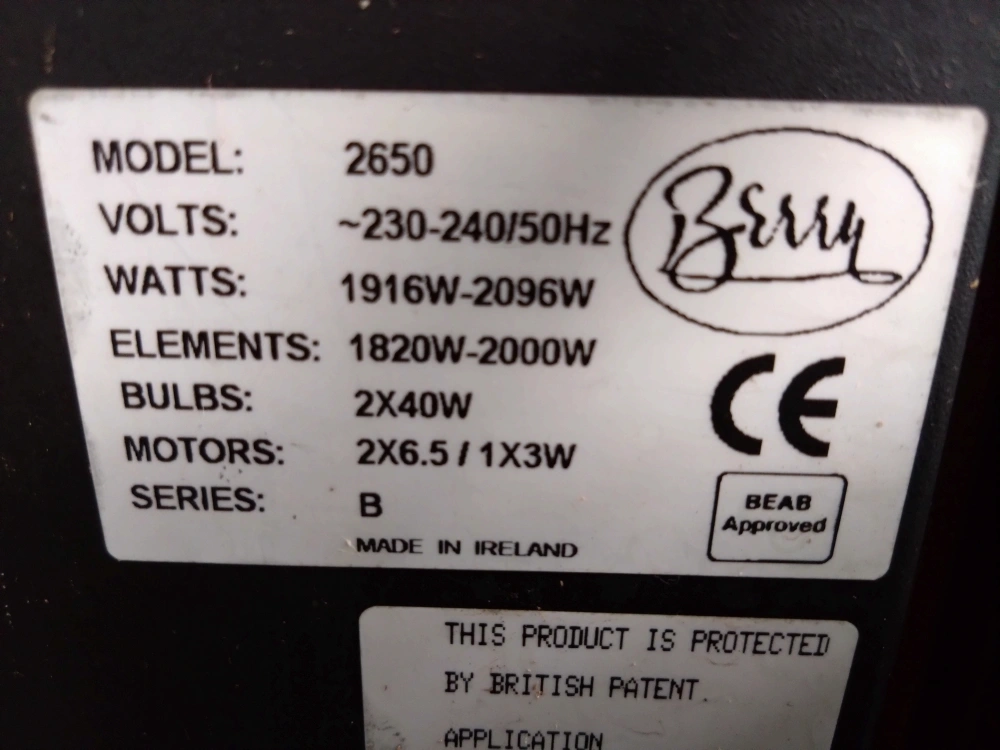 MODEL: 2650
VOLTS: ~230-240/50Hz
WATTS: 1916W-2096W
ELEMENTS: 1820W-2000W
BULBS: 2X40W
MOTORS: 2X6.5 / 1X3W
SERIES: B
MADE IN IRELAND
Berry
CE
BEAB
Approved
THIS PRODUCT IS PROTECTED
BY BRITISH PATENT.
APPLICATION